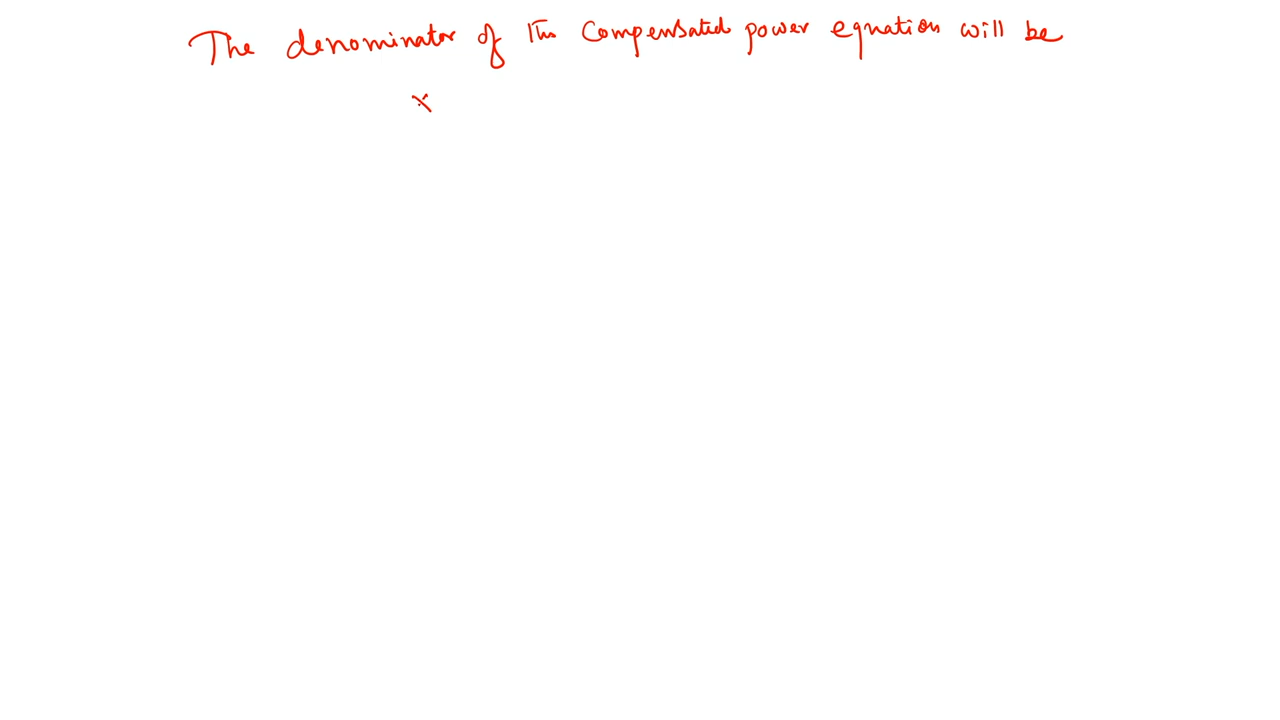 The denominator of the compensated power equation will be
x